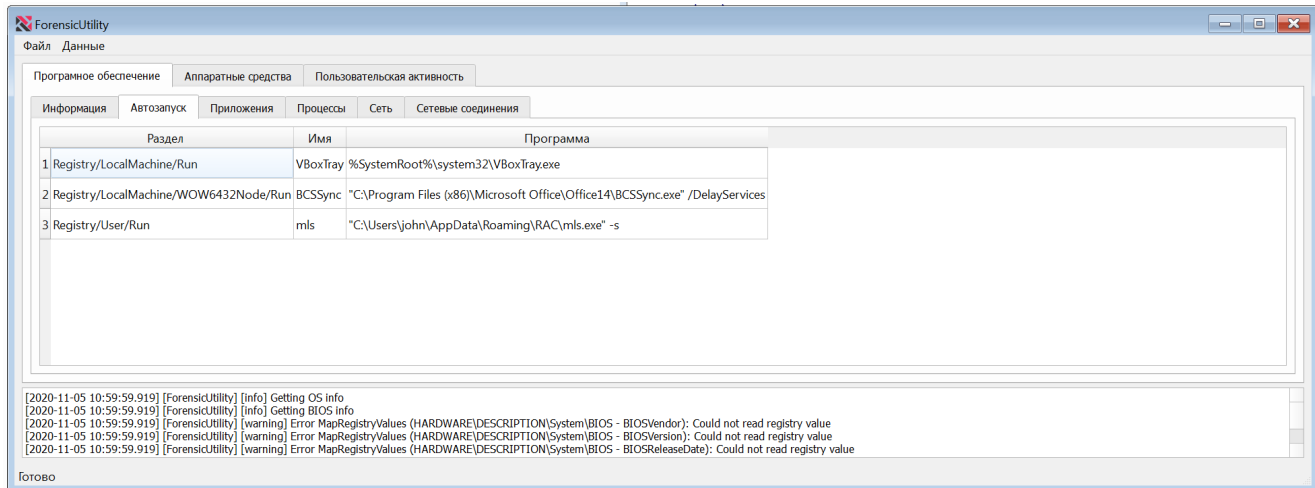 ForensicUtility
Файл Данные
Програмное обеспечение Аппаратные средства Пользовательская активность
Информация Автозапуск Приложения Процессы Сеть Сетевые соединения
Раздел Имя Программа
1 Registry/LocalMachine/Run VBoxTray %SystemRoot%\system32\VBoxTray.exe
2 Registry/LocalMachine/WOW6432Node/Run BCSSync "C:\Program Files (x86)\Microsoft Office\Office14\BCSSync.exe" /DelayServices
3 Registry/User/Run mls "C:\Users\john\AppData\Roaming\RAC\mls.exe" -s
[2020-11-05 10:59:59.919] [ForensicUtility] [info] Getting OS info
[2020-11-05 10:59:59.919] [ForensicUtility] [info] Getting BIOS info
[2020-11-05 10:59:59.919] [ForensicUtility] [warning] Error MapRegistryValues (HARDWARE\DESCRIPTION\System\BIOS - BIOSVendor): Could not read registry value
[2020-11-05 10:59:59.919] [ForensicUtility] [warning] Error MapRegistryValues (HARDWARE\DESCRIPTION\System\BIOS - BIOSVersion): Could not read registry value
[2020-11-05 10:59:59.919] [ForensicUtility] [warning] Error MapRegistryValues (HARDWARE\DESCRIPTION\System\BIOS - BIOSReleaseDate): Could not read registry value
Готово